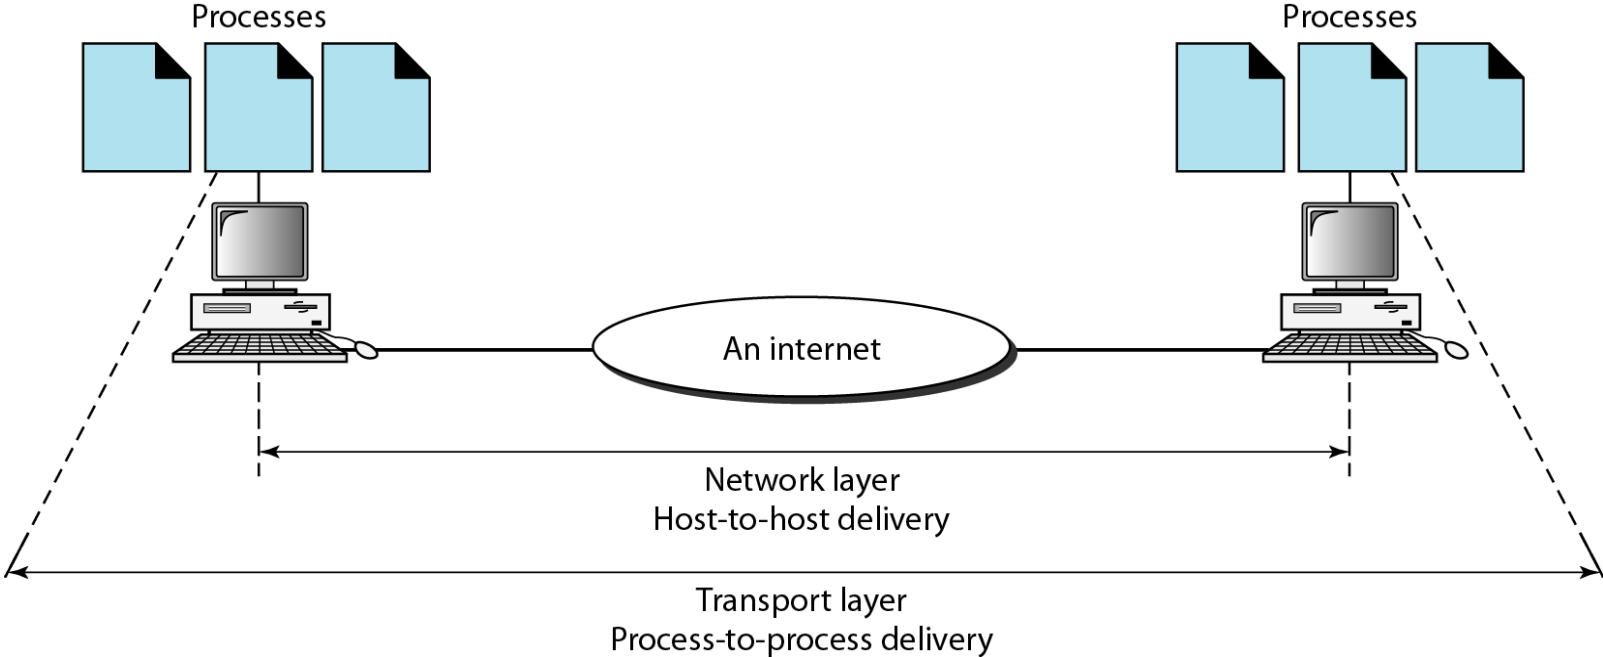 Processes
Processes
An internet
Network layer
Host-to-host delivery
Transport layer
Process-to-process delivery